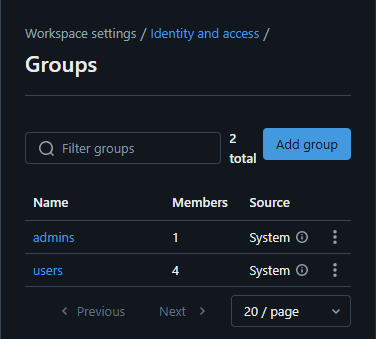 Workspace settings / Identity and access /
Groups
Filter groups
2 total
Add group
Name Members Source
admins 1 System
users 4 System
Previous Next 20 / page